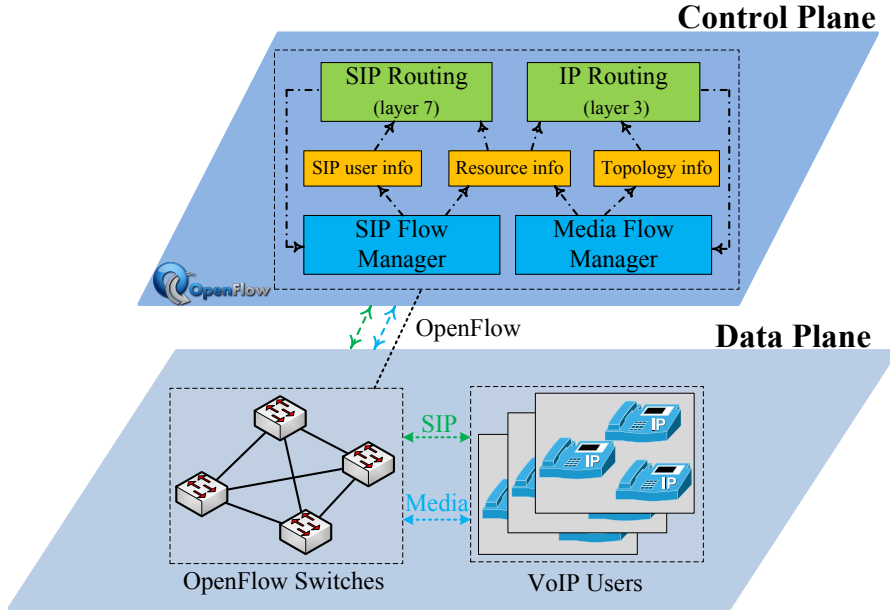 Control Plane
SIP Routing
(layer 7)
IP Routing
(layer 3)
SIP user info
Resource info
Topology info
SIP Flow
Manager
Media Flow
Manager
OpenFlow
OpenFlow
Data Plane
SIP
Media
IP
IP
IP
OpenFlow Switches
VoIP Users